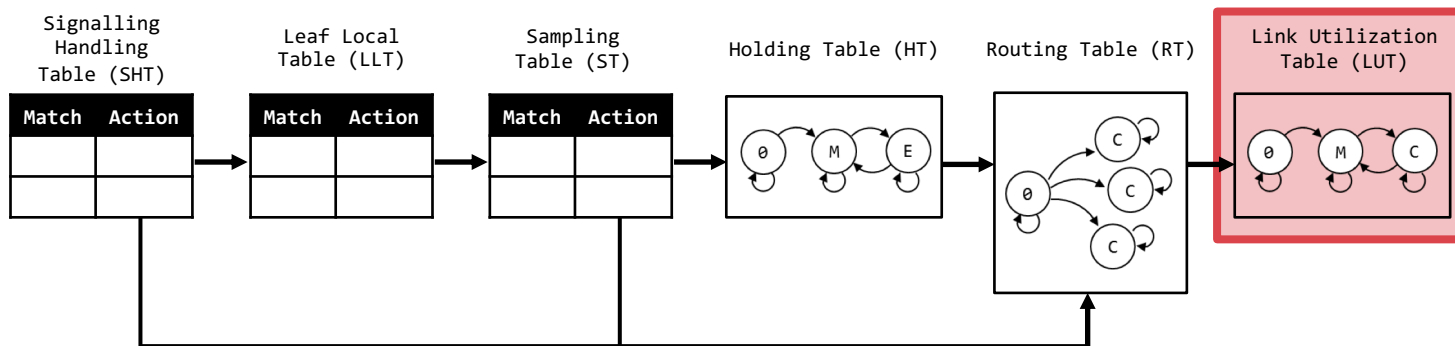 Signalling
Handling
Table (SHT)
Leaf Local
Table (LLT)
Sampling
Table (ST)
Holding Table (HT)
Routing Table (RT)
Link Utilization
Table (LUT)
Match Action
Match Action
Match Action
0 M E
0 C C C
0 M C